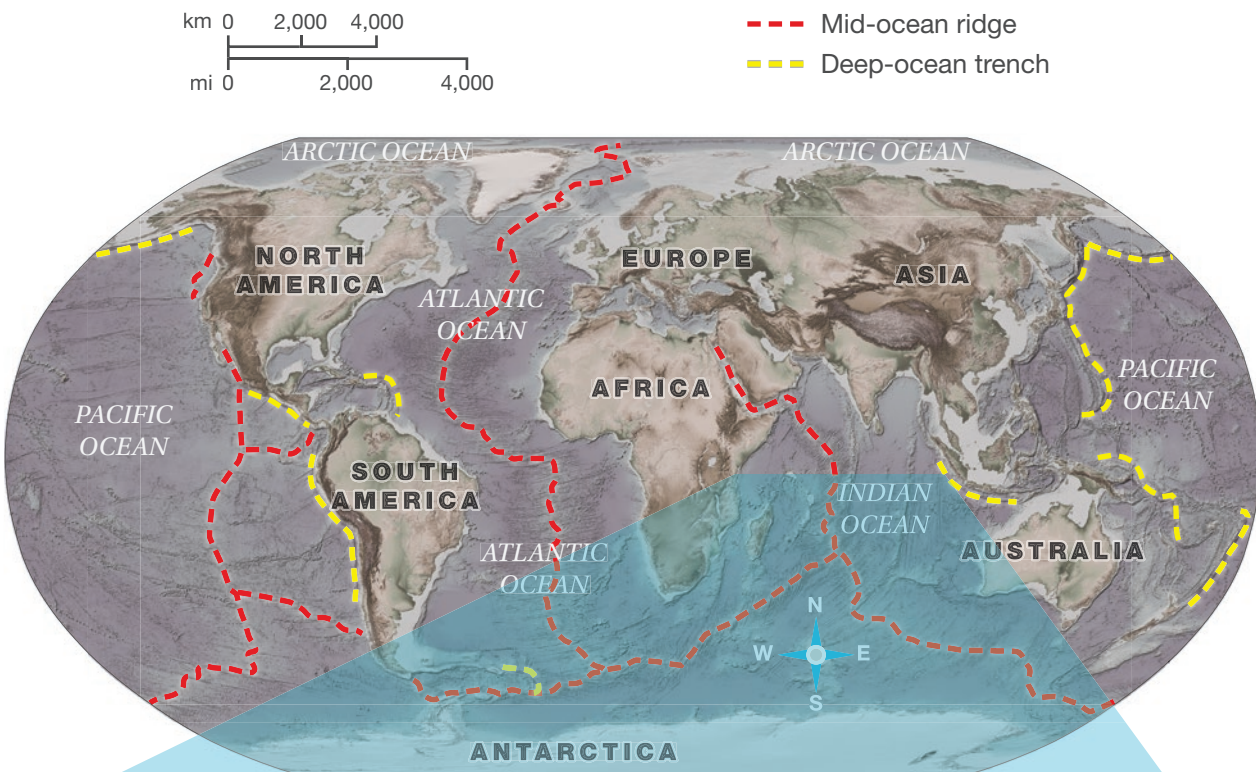 km 0 2,000 4,000
mi 0 2,000 4,000
Mid-ocean ridge
Deep-ocean trench
ARCTIC OCEAN
ARCTIC OCEAN
NORTH
AMERICA
EUROPE
ASIA
ATLANTIC
OCEAN
PACIFIC
OCEAN
AFRICA
PACIFIC
OCEAN
SOUTH
AMERICA
INDIAN
OCEAN
ATLANTIC
OCEAN
AUSTRALIA
N
W E
S
ANTARCTICA